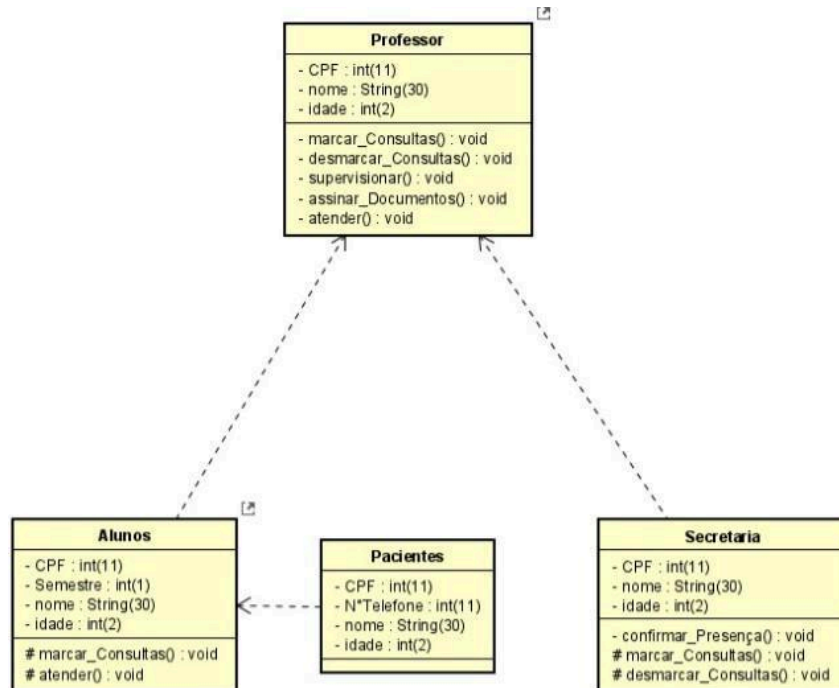 Professor
- CPF : int(11)
- nome : String(30)
- idade : int(2)
- marcar_Consultas() : void
- desmarcar_Consultas() : void
- supervisionar() : void
- assinar_Documentos() : void
- atender() : void
Alunos
- CPF : int(11)
- Semestre : int(1)
- nome : String(30)
- idade : int(2)
# marcar_Consultas() : void
# atender() : void
Pacientes
- CPF : int(11)
- N°Telefone : int(11)
- nome : String(30)
- idade : int(2)
Secretaria
- CPF : int(11)
- nome : String(30)
- idade : int(2)
- confirmar_Presença() : void
# marcar_Consultas() : void
# desmarcar_Consultas() : void